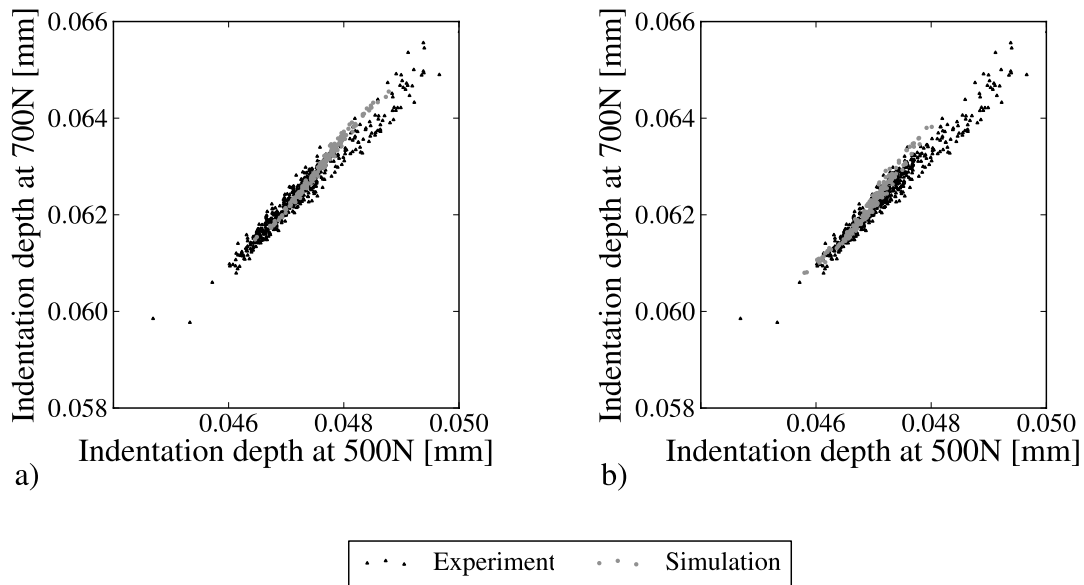 Indentation depth at 700N [mm]
0.066
0.064
0.062
0.060
0.058
0.046 0.048 0.050
Indentation depth at 500N [mm]
a)
Indentation depth at 700N [mm]
0.066
0.064
0.062
0.060
0.058
0.046 0.048 0.050
Indentation depth at 500N [mm]
b)
Experiment Simulation